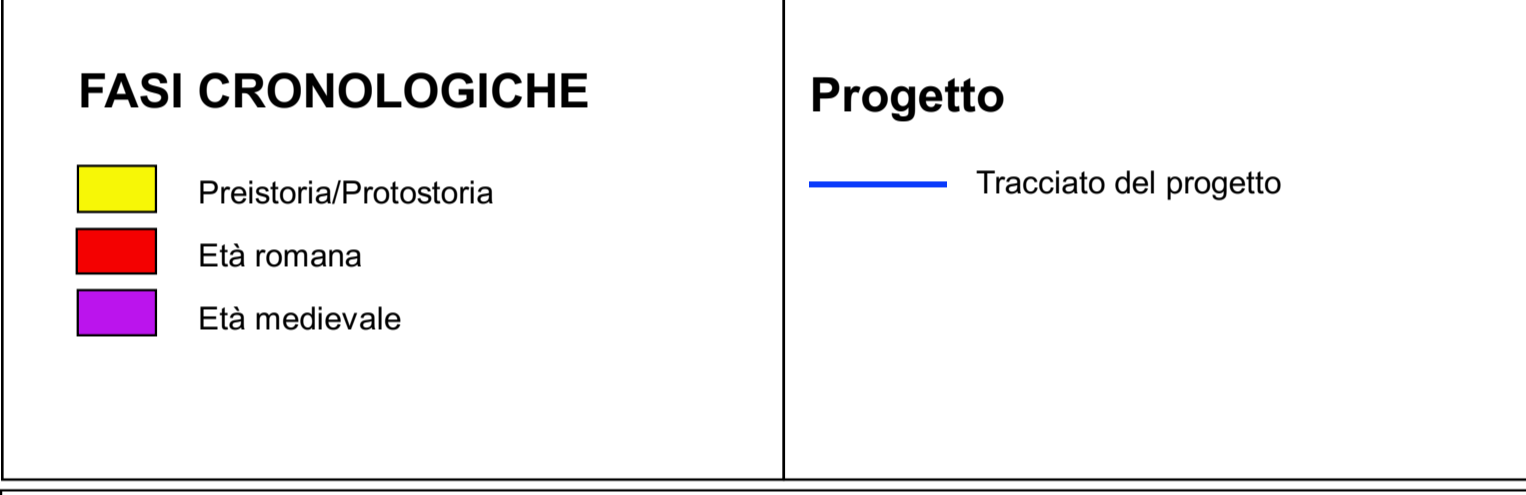 FASI CRONOLOGICHE
Preistoria/Protostoria
Età romana
Età medievale
Progetto
Tracciato del progetto